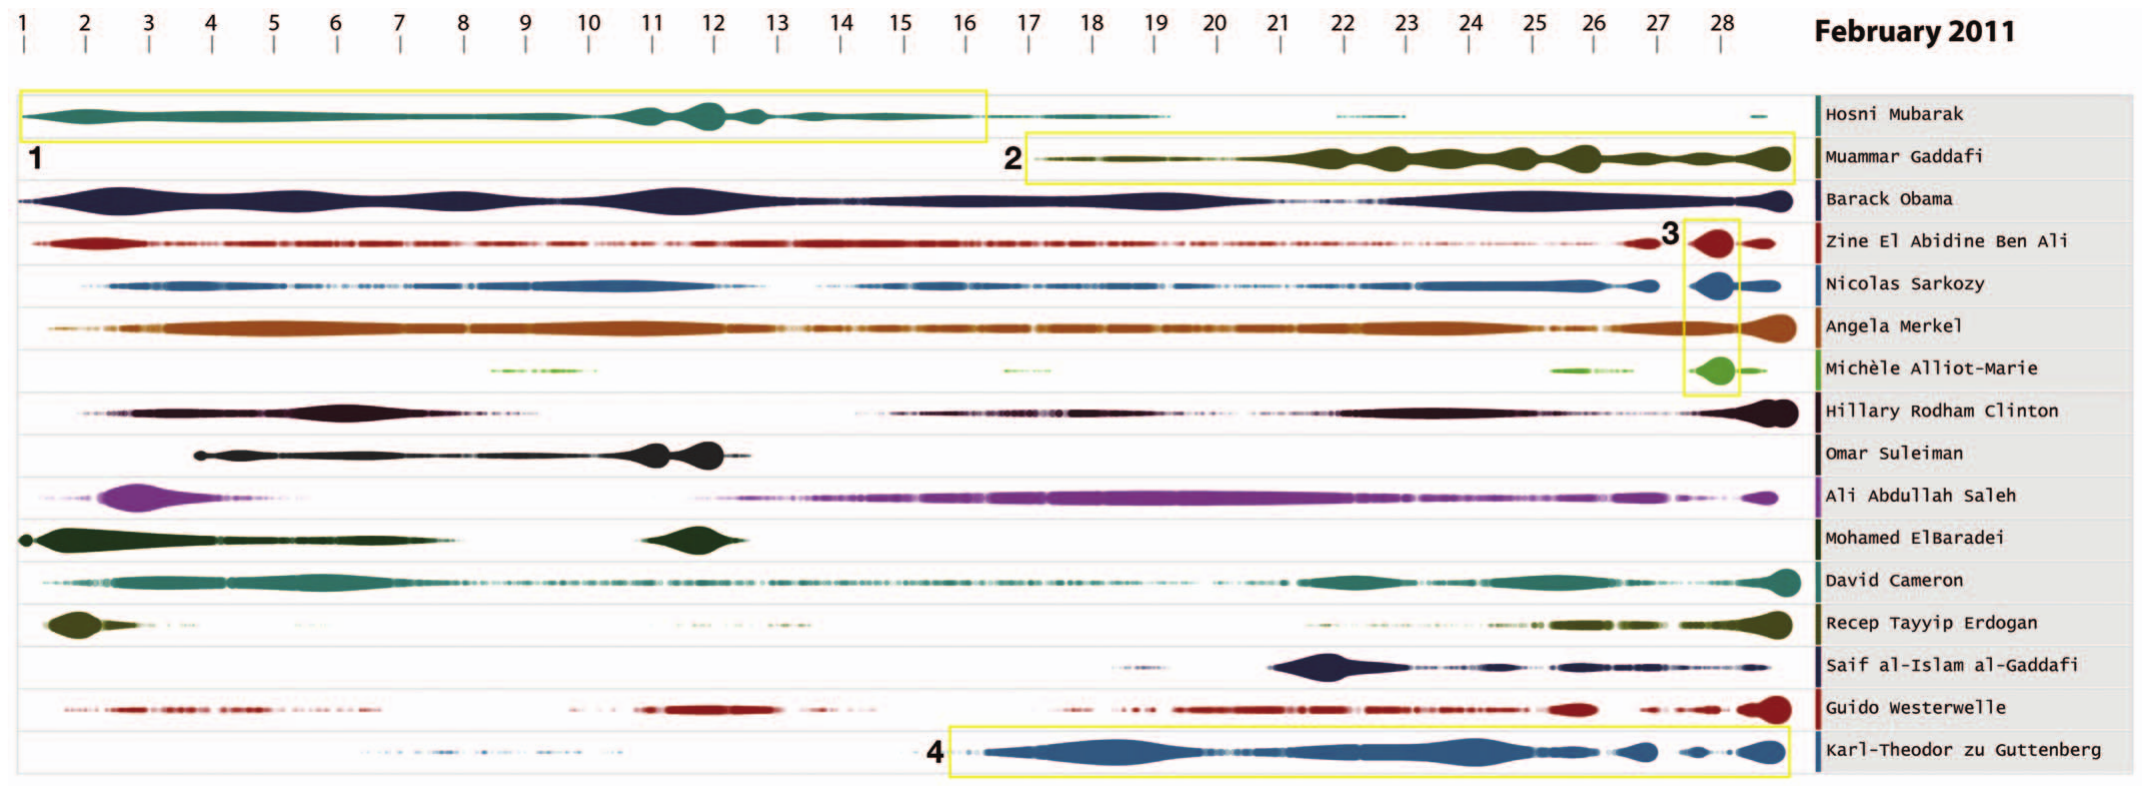 1 2 3 4 5 6 7 8 9 10 11 12 13 14 15 16 17 18 19 20 21 22 23 24 25 26 27 28 February 2011
Hosni Mubarak
1 2 Muammar Gaddafi
Barack Obama
3 Zine El Abidine Ben Ali
Nicolas Sarkozy
Angela Merkel
Michèle Alliot-Marie
Hillary Rodham Clinton
Omar Suleiman
Ali Abdullah Saleh
Mohamed ElBaradei
David Cameron
Recep Tayyip Erdogan
Saif al-Islam al-Gaddafi
Guido Westerwelle
4 Karl-Theodor zu Guttenberg